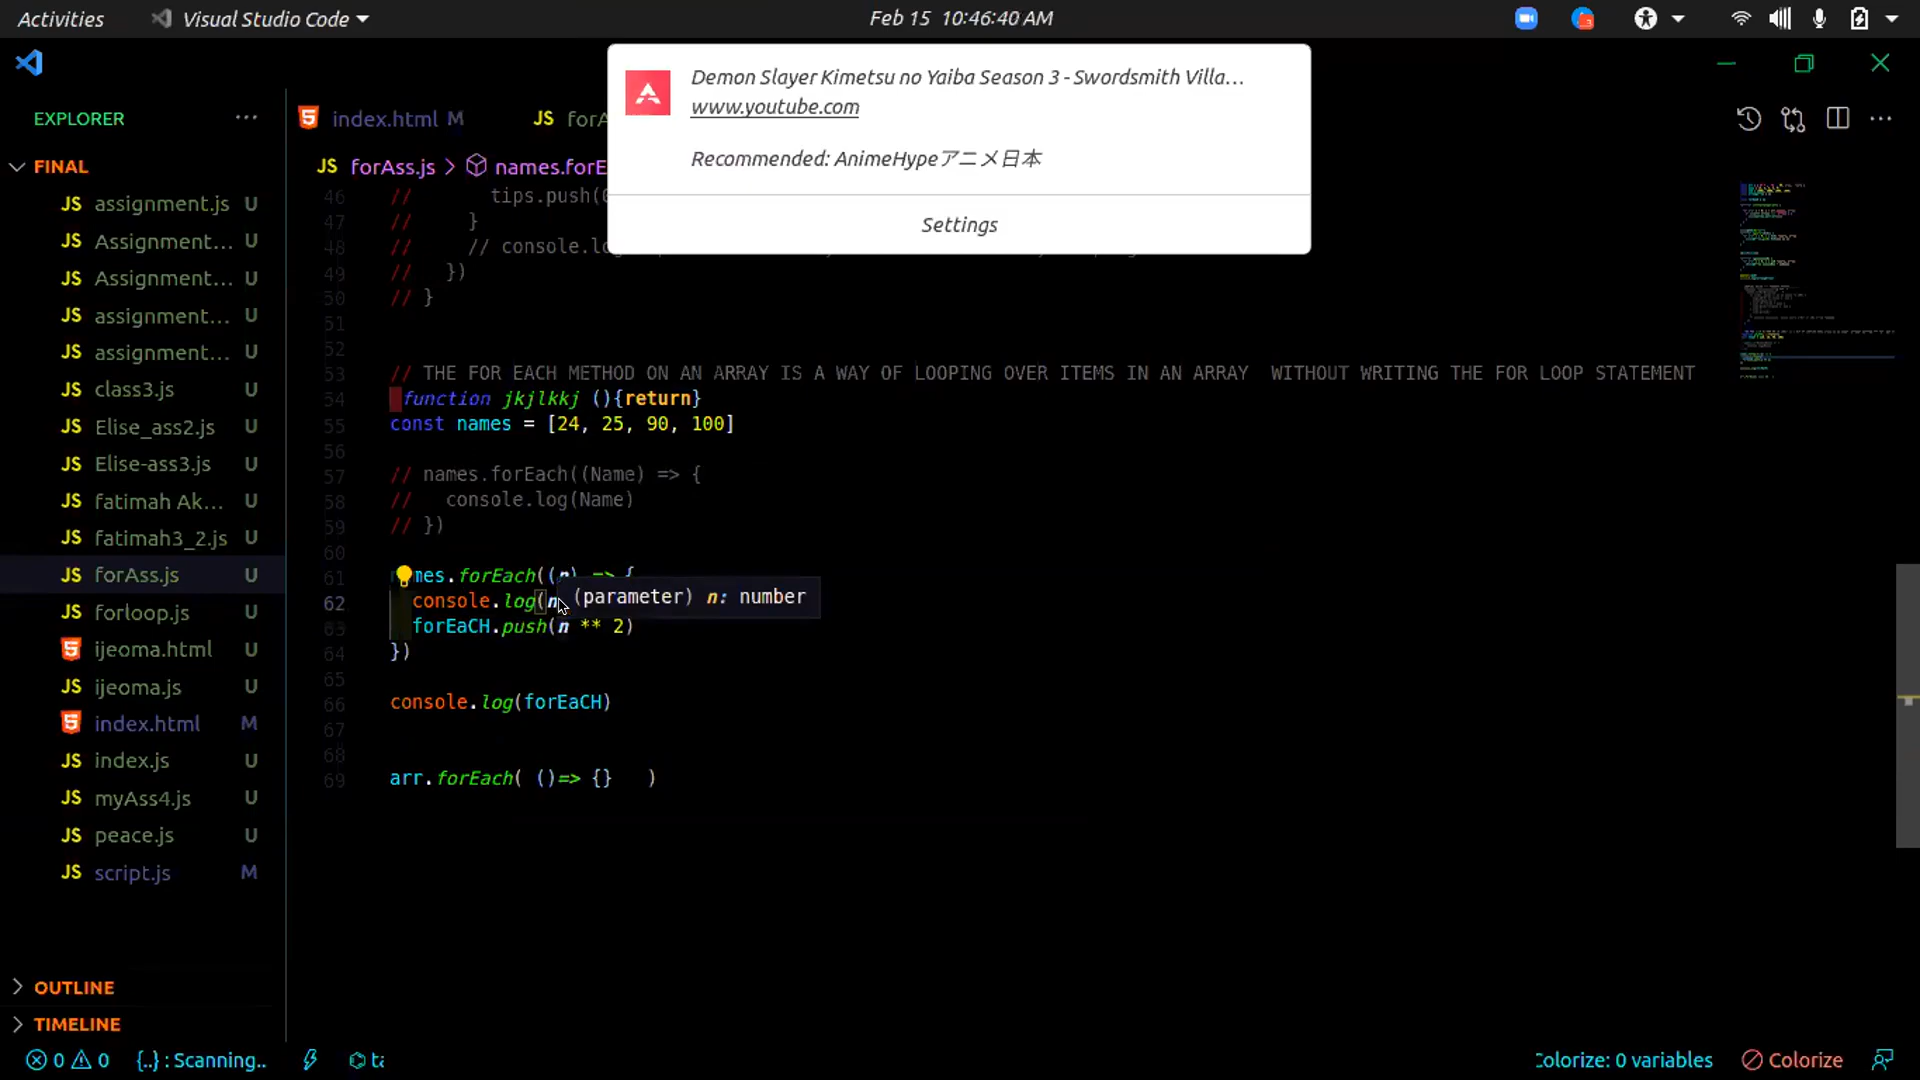 Activities
Visual Studio Code
Feb 15 10:46:40 AM
3
Demon Slayer Kimetsu no Yaiba Season 3 - Swordsmith Villa...
www.youtube.com
Recommended: AnimeHypeアニメ日本
Settings
EXPLORER
index.html M
JS forA
FINAL
JS forAss.js > names.forE
JS assignment.js U
JS Assignment... U
JS Assignment... U
JS assignment... U
JS assignment... U
JS class3.js U
JS Elise_ass2.js U
JS Elise-ass3.js U
JS fatimah Ak... U
JS fatimah3_2.js U
JS forAss.js U
JS forloop.js U
ijeoma.html U
JS ijeoma.js U
index.html M
JS index.js U
JS myAss4.js U
JS peace.js U
JS script.js M
OUTLINE
TIMELINE
46 // tips.push(
47 // }
48 // // console.lo
49 // })
50 // }
51
52
53 // THE FOR EACH METHOD ON AN ARRAY IS A WAY OF LOOPING OVER ITEMS IN AN ARRAY WITHOUT WRITING THE FOR LOOP STATEMENT
54 function jkjlkkj (){return}
55 const names = [24, 25, 90, 100]
56
57 // names.forEach((Name) => {
58 // console.log(Name)
59 // })
60
61 mes.forEach((n) => {
62 console.log(n
(parameter) n: number
63 forEaCH.push(n ** 2)
64 })
65
66 console.log(forEaCH)
67
68
69 arr.forEach( ()=> {} )
0 0 {..} : Scanning.. ta
Colorize: 0 variables Colorize